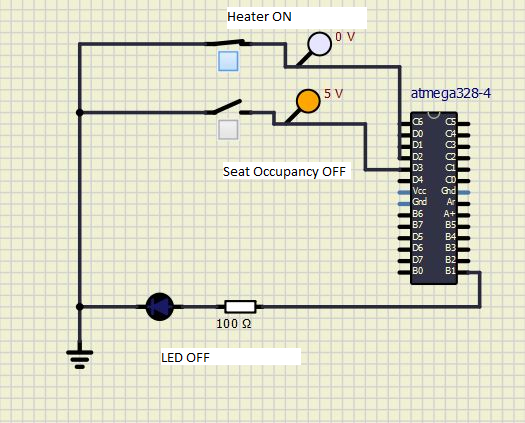 Heater ON
0 V
atmega328-4
5 V
Seat Occupancy OFF
C6 C5
D0 C4
D1 C3
D2 C2
D3 C1
D4 C0
Vcc Gnd
Gnd Ar
B6 A+
B7 B5
D5 B4
D6 B3
D7 B2
B0 B1
100 Ω
LED OFF